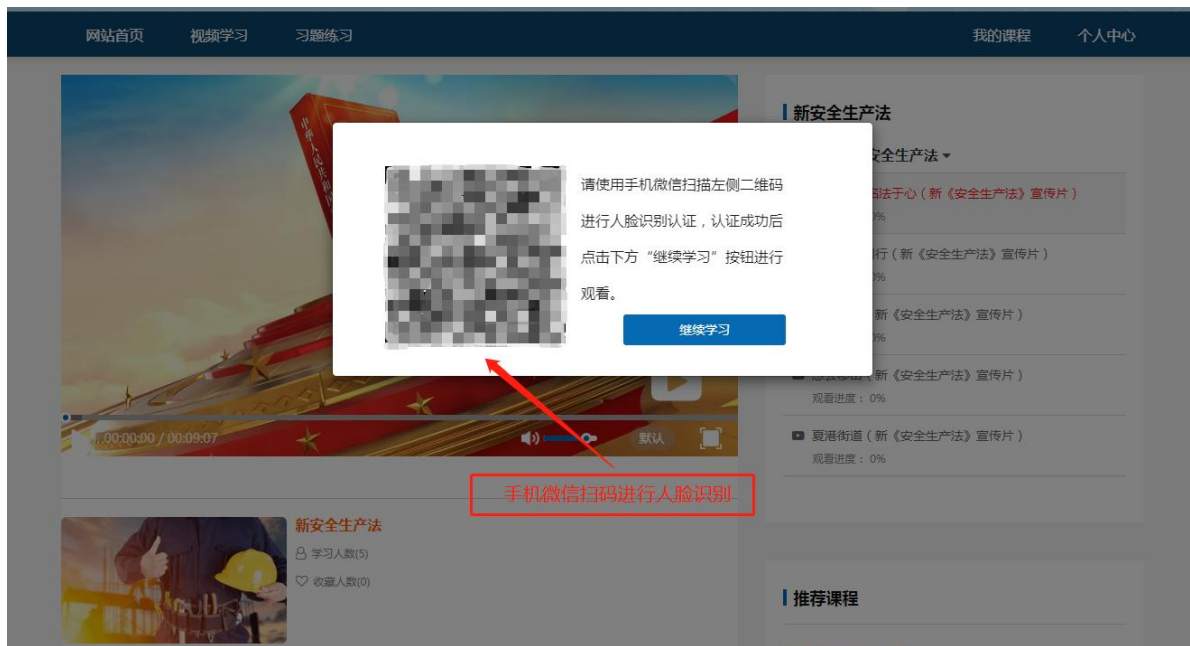 网站首页
视频学习
习题练习
我的课程
个人中心
中华人民共和国
请使用手机微信扫描左侧二维码
进行人脸识别认证，认证成功后
点击下方“继续学习”按钮进行
观看。
继续学习
00:00:00 / 00:09:07
默认
手机微信扫码进行人脸识别
新安全生产法
学习人数(5)
收藏人数(0)
新安全生产法
安全生产法
法于心（新《安全生产法》宣传片）
%
行（新《安全生产法》宣传片）
%
新《安全生产法》宣传片）
%
（新《安全生产法》宣传片）
观看进度： 0%
夏港街道（新《安全生产法》宣传片）
观看进度： 0%
推荐课程